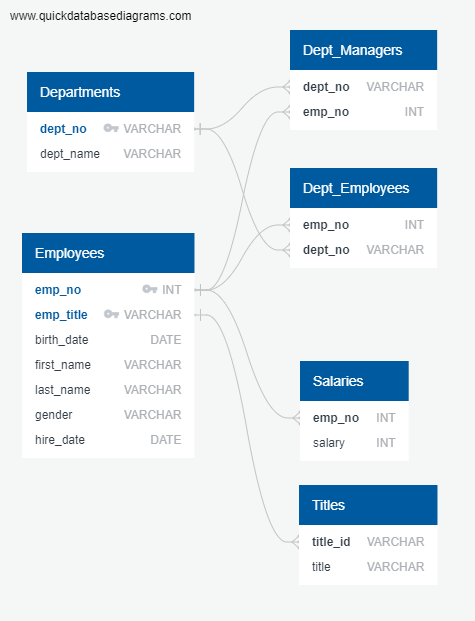 www.quickdatabasediagrams.com
Departments
dept_no VARCHAR
dept_name VARCHAR
Employees
emp_no INT
emp_title VARCHAR
birth_date DATE
first_name VARCHAR
last_name VARCHAR
gender VARCHAR
hire_date DATE
Dept_Managers
dept_no VARCHAR
emp_no INT
Dept_Employees
emp_no INT
dept_no VARCHAR
Salaries
emp_no INT
salary INT
Titles
title_id VARCHAR
title VARCHAR